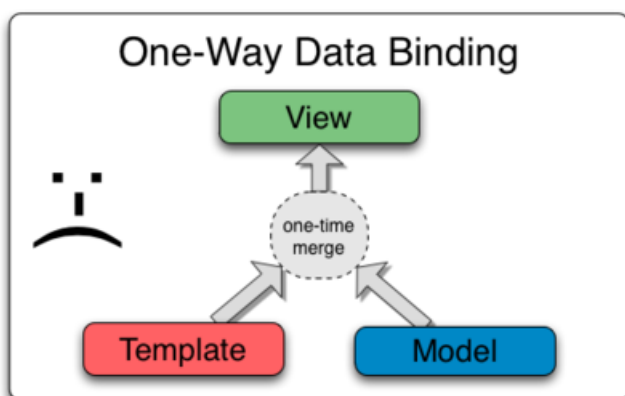 One-Way Data Binding
View
one-time
merge
Template
Model